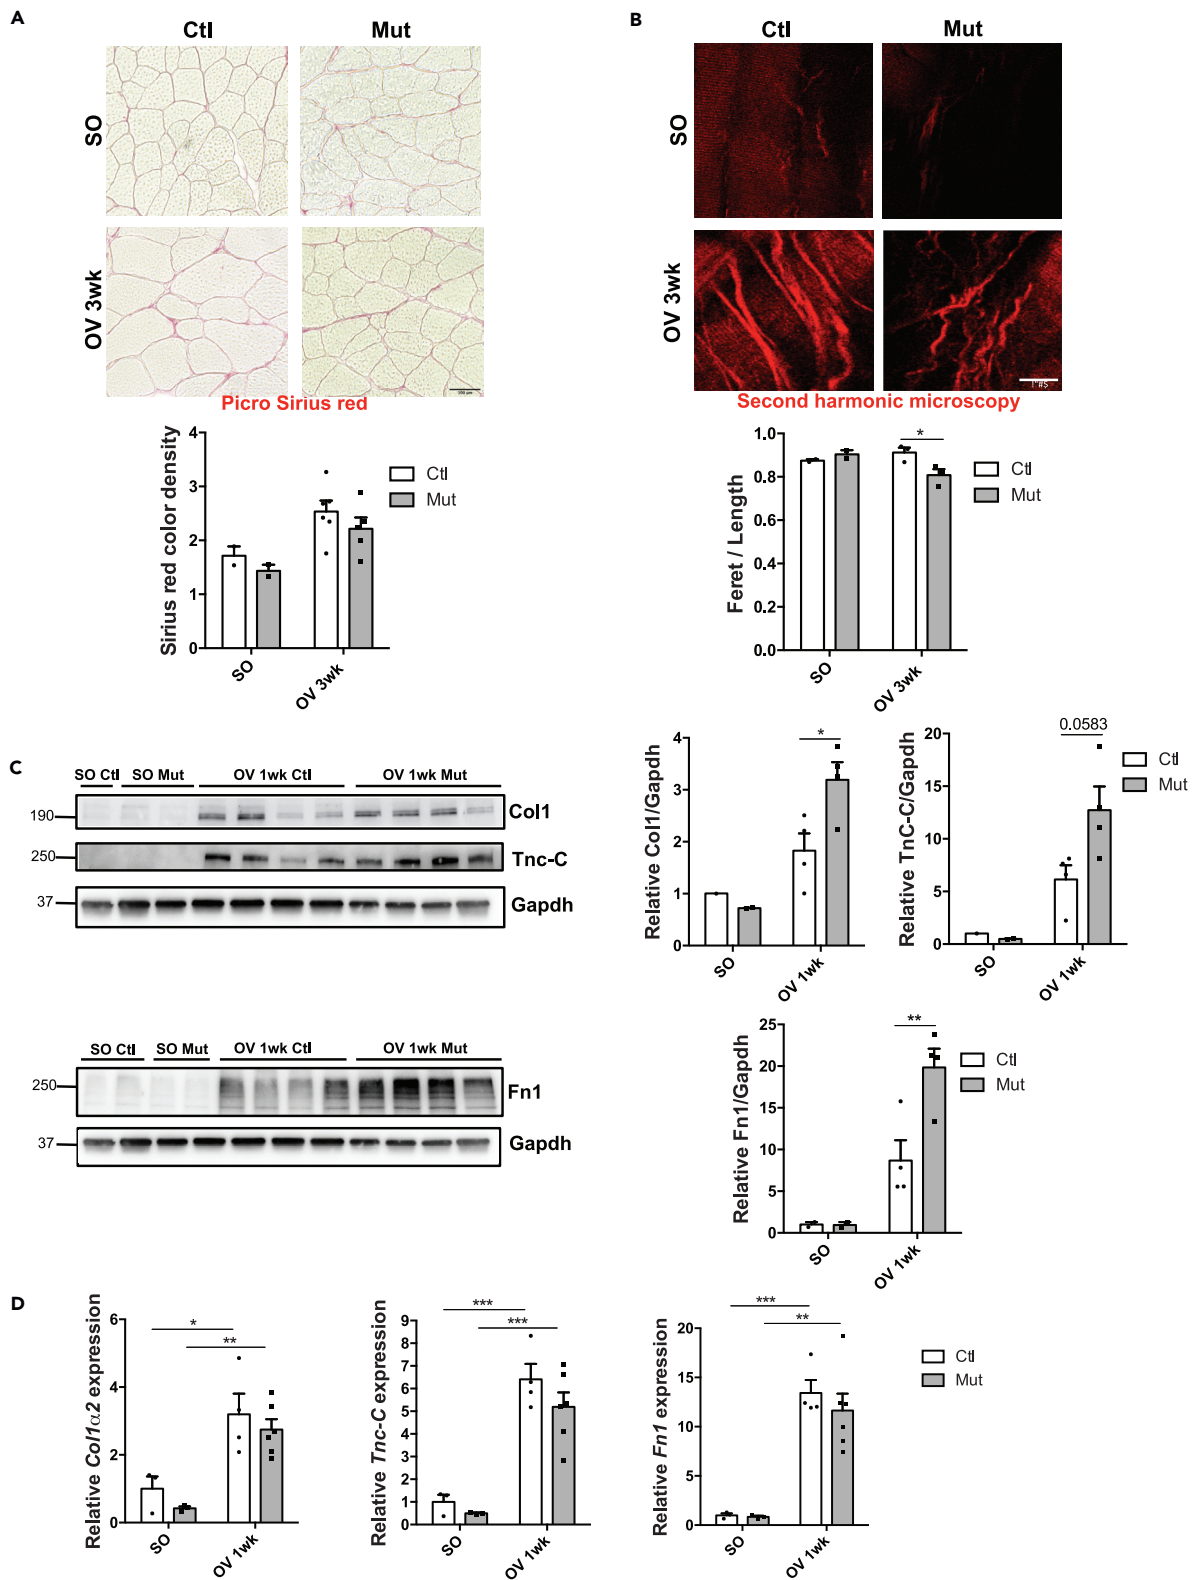 A
Ctl
Mut
SO
OV 3wk
Picro Sirius red
Sirius red color density
4
3
2
1
0
SO
OV 3wk
Ctl
Mut
B
Ctl
Mut
SO
OV 3wk
Second harmonic microscopy
Feret / Length
1.0
0.8
0.6
0.4
0.2
0.0
*
SO
OV 3wk
Ctl
Mut
C
SO Ctl
SO Mut
OV 1wk Ctl
OV 1wk Mut
190
Col1
250
Tnc-C
37
Gapdh
SO Ctl
SO Mut
OV 1wk Ctl
OV 1wk Mut
250
Fn1
37
Gapdh
Relative Col1/Gapdh
4
3
2
1
0
*
SO
OV 1wk
Relative TnC-C/Gapdh
20
15
10
5
0
0.0583
SO
OV 1wk
Ctl
Mut
Relative Fn1/Gapdh
25
20
15
10
5
0
**
SO
OV 1wk
Ctl
Mut
D
Relative Col1α2 expression
6
4
2
0
*
**
SO
OV 1wk
Relative Tnc-C expression
9
8
7
6
5
4
3
2
1
0
***
***
SO
OV 1wk
Relative Fn1 expression
20
15
10
5
0
***
**
SO
OV 1wk
Ctl
Mut